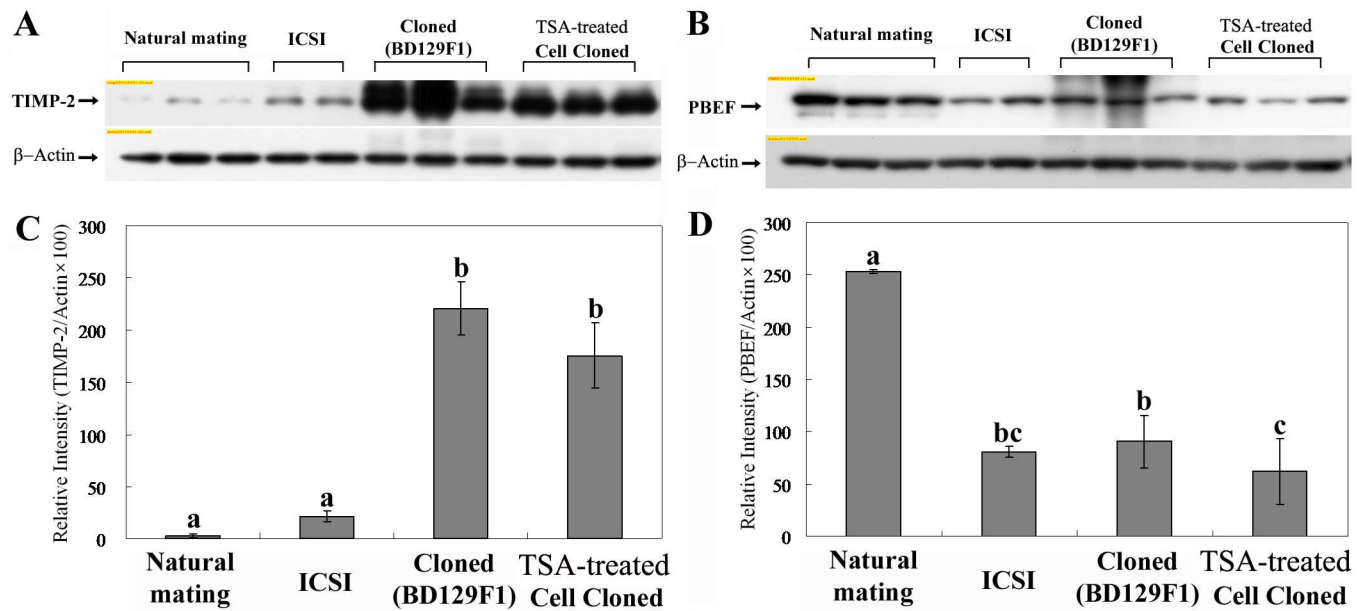 A
Natural mating
ICSI
Cloned
(BD129F1)
TSA-treated
Cell Cloned
TIMP-2
β–Actin
B
Natural mating
ICSI
Cloned
(BD129F1)
TSA-treated
Cell Cloned
PBEF
β–Actin
C
Relative Intensity (TIMP-2/Actin×100)
300
250
200
150
100
50
0
a
a
b
b
Natural
mating
ICSI
Cloned
(BD129F1)
TSA-treated
Cell Cloned
D
Relative Intensity (PBEF/Actin×100)
300
250
200
150
100
50
0
a
bc
b
c
Natural
mating
ICSI
Cloned
(BD129F1)
TSA-treated
Cell Cloned